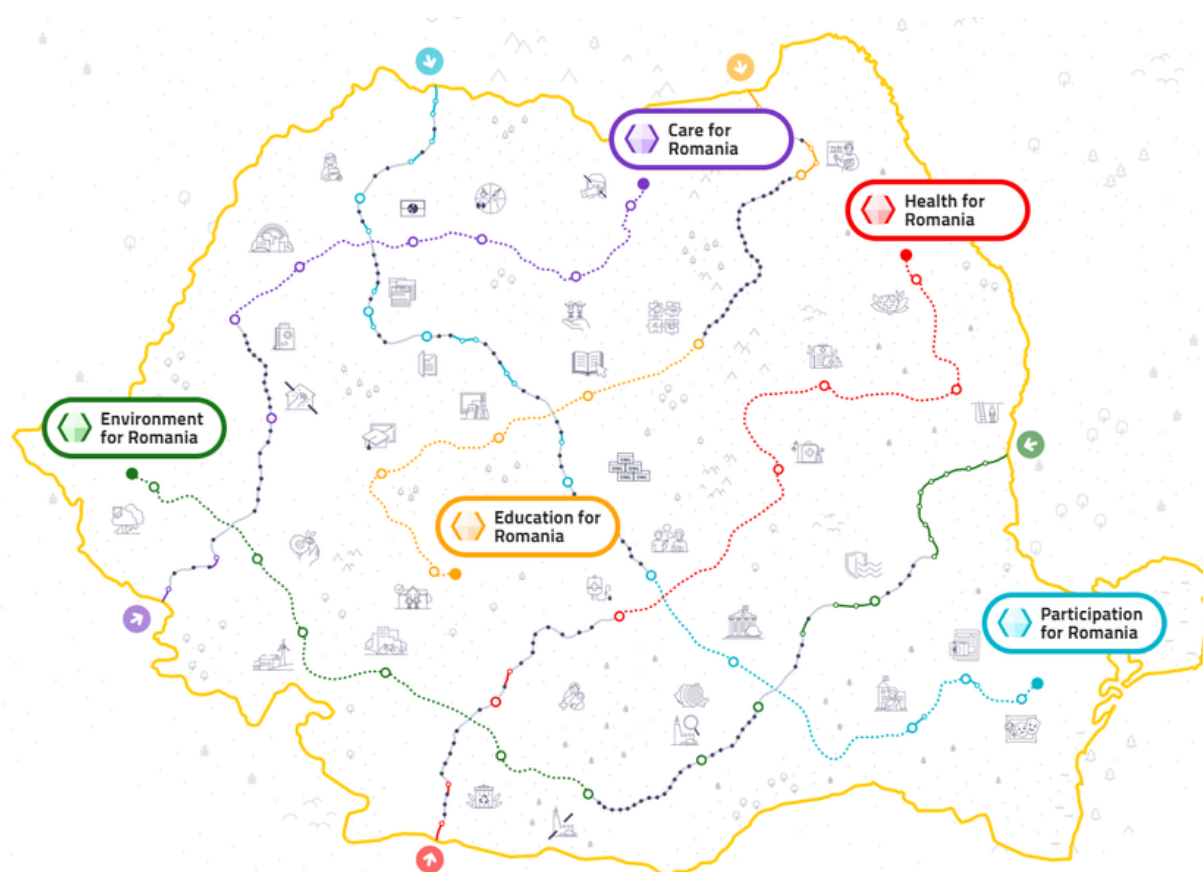 Care for
Romania
Health for
Romania
Environment
for Romania
Education for
Romania
Participation
for Romania